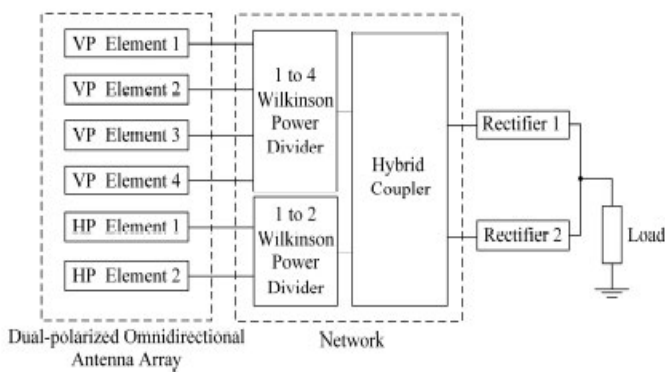 VP Element 1
VP Element 2
VP Element 3
VP Element 4
HP Element 1
HP Element 2
1 to 4
Wilkinson
Power
Divider
1 to 2
Wilkinson
Power
Divider
Hybrid
Coupler
Rectifier 1
Rectifier 2
Load
Dual-polarized Omnidirectional
Antenna Array
Network